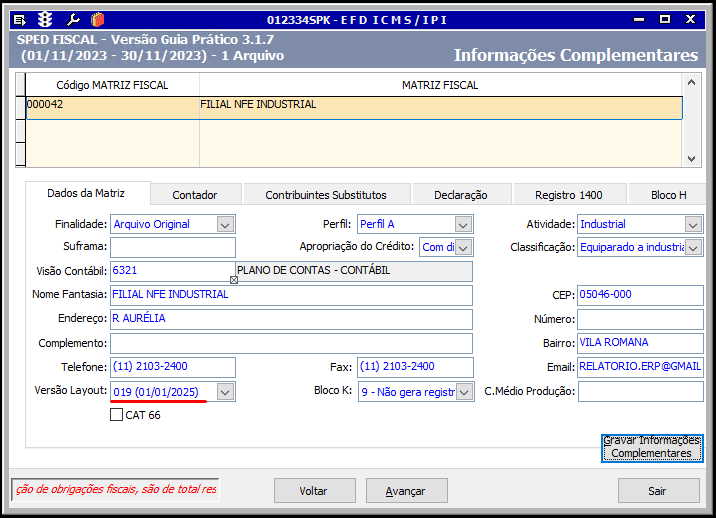 012334SPK - E F D I C M S / I P I
SPED FISCAL - Versão Guia Prático 3.1.7
(01/11/2023 - 30/11/2023) - 1 Arquivo
Informações Complementares
Código MATRIZ FISCAL MATRIZ FISCAL
000042 FILIAL NFE INDUSTRIAL
Dados da Matriz Contador Contribuintes Substitutos Declaração Registro 1400 Bloco H
Finalidade: Arquivo Original Perfil: Perfil A Atividade: Industrial
Suframa: Apropriação do Crédito: Com di Classificação: Equiparado a industria
Visão Contábil: 6321 PLANO DE CONTAS - CONTÁBIL
Nome Fantasia: FILIAL NFE INDUSTRIAL CEP: 05046-000
Endereço: R AURÉLIA Número:
Complemento: Bairro: VILA ROMANA
Telefone: (11) 2103-2400 Fax: (11) 2103-2400 Email: RELATORIO.ERP@GMAIL
Versão Layout: 019 (01/01/2025) Bloco K: 9 - Não gera registr C.Médio Produção:
CAT 66
Gravar Informações
Complementares
ção de obrigações fiscais, são de total res Voltar Avançar Sair